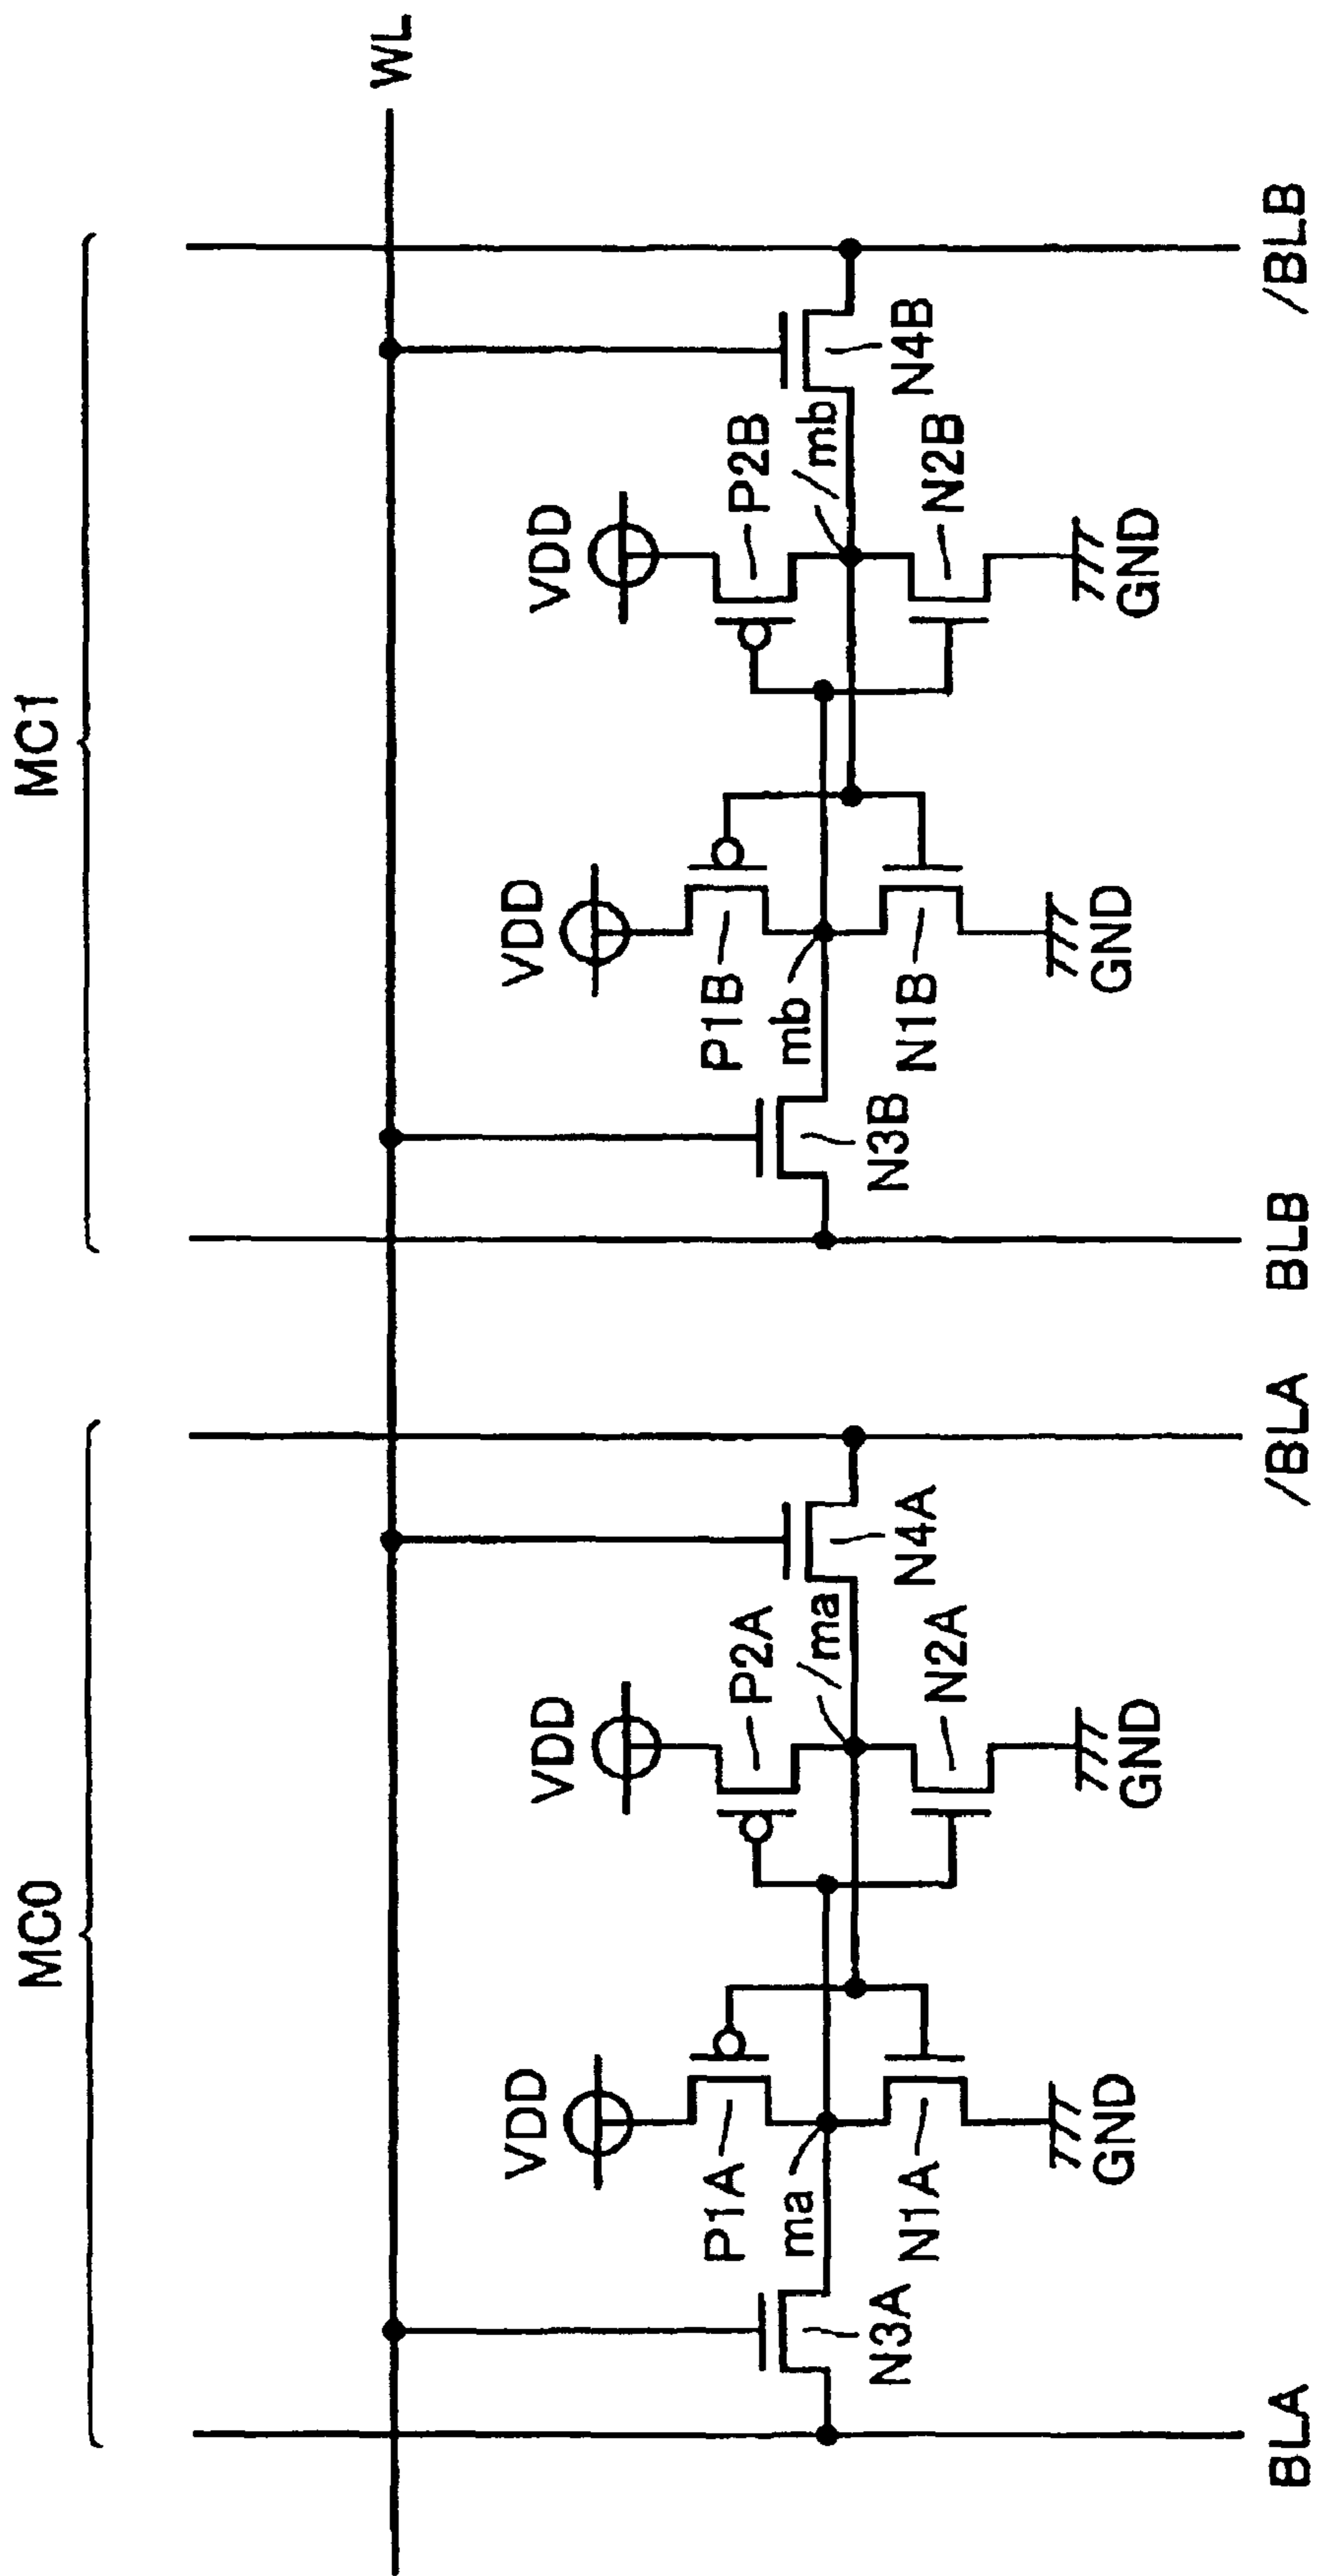 MC0
MC1
WL
VDD
VDD
VDD
VDD
P1A
P2A
P1B
P2B
ma
/ma
mb
/mb
N3A
N1A
N2A
N4A
N3B
N1B
N2B
N4B
GND
GND
GND
GND
BLA
/BLA
BLB
/BLB